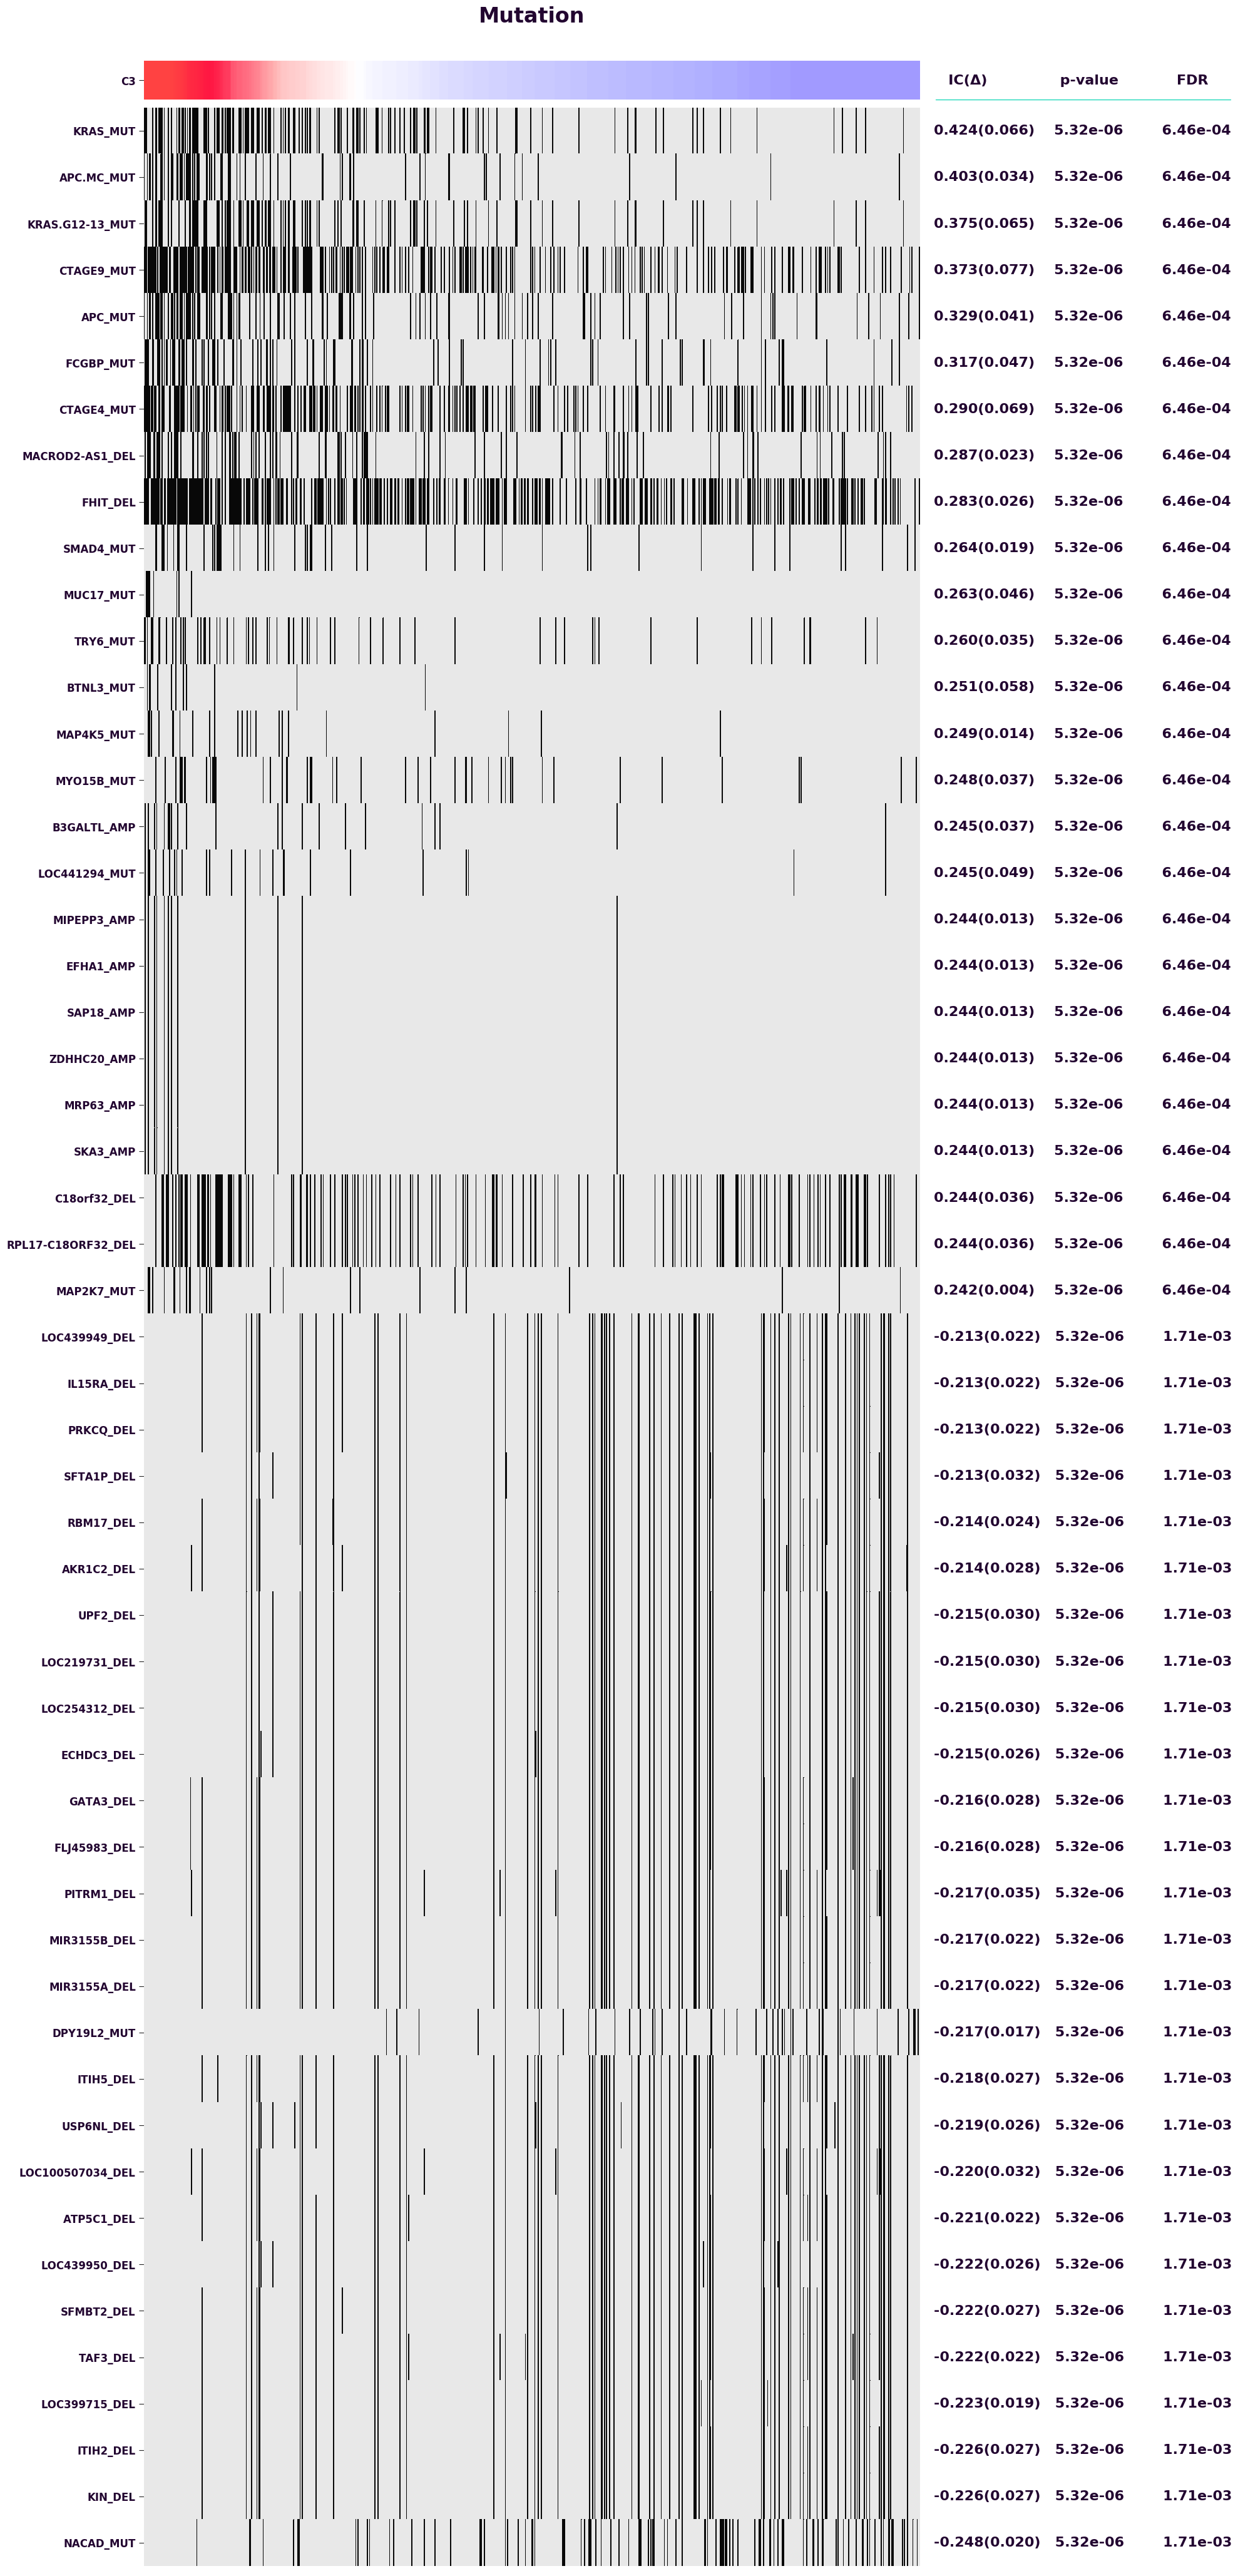 Mutation
C3 IC(Δ) p-value FDR
KRAS_MUT 0.424(0.066) 5.32e-06 6.46e-04
APC.MC_MUT 0.403(0.034) 5.32e-06 6.46e-04
KRAS.G12-13_MUT 0.375(0.065) 5.32e-06 6.46e-04
CTAGE9_MUT 0.373(0.077) 5.32e-06 6.46e-04
APC_MUT 0.329(0.041) 5.32e-06 6.46e-04
FCGBP_MUT 0.317(0.047) 5.32e-06 6.46e-04
CTAGE4_MUT 0.290(0.069) 5.32e-06 6.46e-04
MACROD2-AS1_DEL 0.287(0.023) 5.32e-06 6.46e-04
FHIT_DEL 0.283(0.026) 5.32e-06 6.46e-04
SMAD4_MUT 0.264(0.019) 5.32e-06 6.46e-04
MUC17_MUT 0.263(0.046) 5.32e-06 6.46e-04
TRY6_MUT 0.260(0.035) 5.32e-06 6.46e-04
BTNL3_MUT 0.251(0.058) 5.32e-06 6.46e-04
MAP4K5_MUT 0.249(0.014) 5.32e-06 6.46e-04
MYO15B_MUT 0.248(0.037) 5.32e-06 6.46e-04
B3GALTL_AMP 0.245(0.037) 5.32e-06 6.46e-04
LOC441294_MUT 0.245(0.049) 5.32e-06 6.46e-04
MIPEPP3_AMP 0.244(0.013) 5.32e-06 6.46e-04
EFHA1_AMP 0.244(0.013) 5.32e-06 6.46e-04
SAP18_AMP 0.244(0.013) 5.32e-06 6.46e-04
ZDHHC20_AMP 0.244(0.013) 5.32e-06 6.46e-04
MRP63_AMP 0.244(0.013) 5.32e-06 6.46e-04
SKA3_AMP 0.244(0.013) 5.32e-06 6.46e-04
C18orf32_DEL 0.244(0.036) 5.32e-06 6.46e-04
RPL17-C18ORF32_DEL 0.244(0.036) 5.32e-06 6.46e-04
MAP2K7_MUT 0.242(0.004) 5.32e-06 6.46e-04
LOC439949_DEL -0.213(0.022) 5.32e-06 1.71e-03
IL15RA_DEL -0.213(0.022) 5.32e-06 1.71e-03
PRKCQ_DEL -0.213(0.022) 5.32e-06 1.71e-03
SFTA1P_DEL -0.213(0.032) 5.32e-06 1.71e-03
RBM17_DEL -0.214(0.024) 5.32e-06 1.71e-03
AKR1C2_DEL -0.214(0.028) 5.32e-06 1.71e-03
UPF2_DEL -0.215(0.030) 5.32e-06 1.71e-03
LOC219731_DEL -0.215(0.030) 5.32e-06 1.71e-03
LOC254312_DEL -0.215(0.030) 5.32e-06 1.71e-03
ECHDC3_DEL -0.215(0.026) 5.32e-06 1.71e-03
GATA3_DEL -0.216(0.028) 5.32e-06 1.71e-03
FLJ45983_DEL -0.216(0.028) 5.32e-06 1.71e-03
PITRM1_DEL -0.217(0.035) 5.32e-06 1.71e-03
MIR3155B_DEL -0.217(0.022) 5.32e-06 1.71e-03
MIR3155A_DEL -0.217(0.022) 5.32e-06 1.71e-03
DPY19L2_MUT -0.217(0.017) 5.32e-06 1.71e-03
ITIH5_DEL -0.218(0.027) 5.32e-06 1.71e-03
USP6NL_DEL -0.219(0.026) 5.32e-06 1.71e-03
LOC100507034_DEL -0.220(0.032) 5.32e-06 1.71e-03
ATP5C1_DEL -0.221(0.022) 5.32e-06 1.71e-03
LOC439950_DEL -0.222(0.026) 5.32e-06 1.71e-03
SFMBT2_DEL -0.222(0.027) 5.32e-06 1.71e-03
TAF3_DEL -0.222(0.022) 5.32e-06 1.71e-03
LOC399715_DEL -0.223(0.019) 5.32e-06 1.71e-03
ITIH2_DEL -0.226(0.027) 5.32e-06 1.71e-03
KIN_DEL -0.226(0.027) 5.32e-06 1.71e-03
NACAD_MUT -0.248(0.020) 5.32e-06 1.71e-03